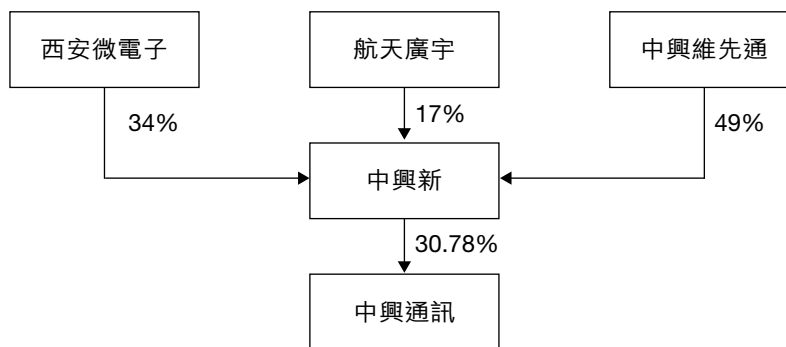 西安微電子
航天廣宇
中興維先通
34%
17%
49%
中興新
30.78%
中興通訊